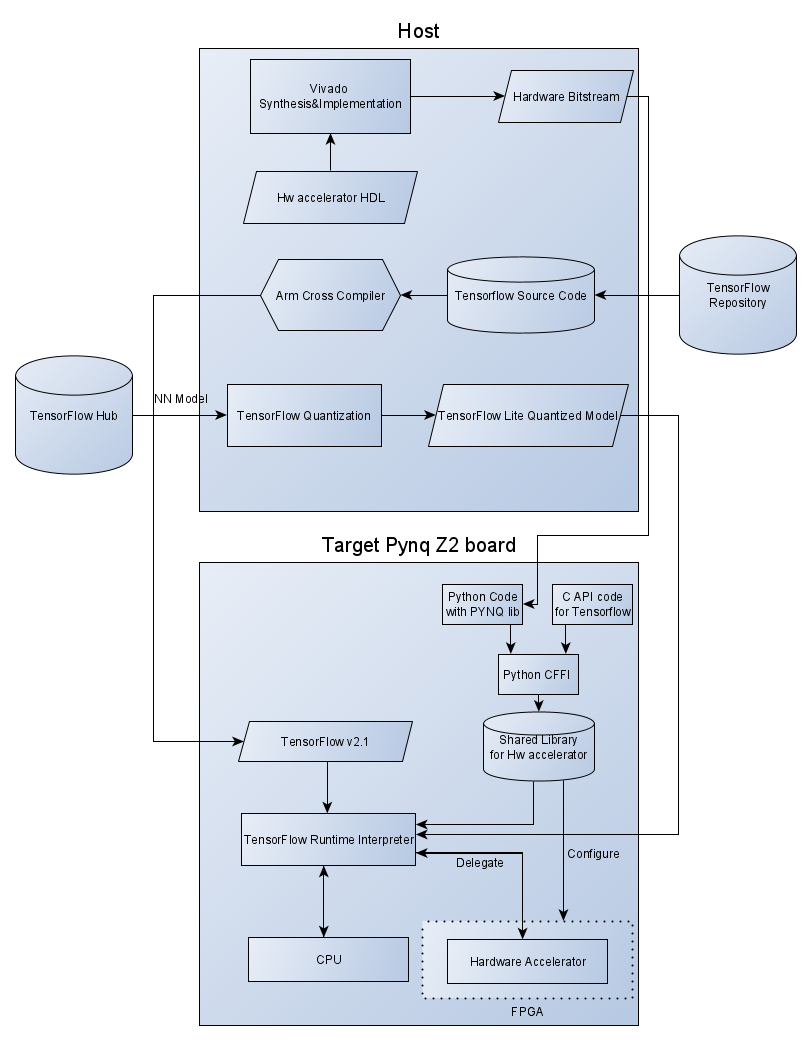 Host
Vivado
Synthesis&Implementation
Hardware Bitstream
Hw accelerator HDL
Arm Cross Compiler
Tensorflow Source Code
TensorFlow
Repository
TensorFlow Hub
NN Model
TensorFlow Quantization
TensorFlow Lite Quantized Model
Target Pynq Z2 board
Python Code
with PYNQ lib
C API code
for Tensorflow
Python CFFI
Shared Library
for Hw accelerator
TensorFlow v2.1
TensorFlow Runtime Interpreter
Delegate
Configure
CPU
Hardware Accelerator
FPGA